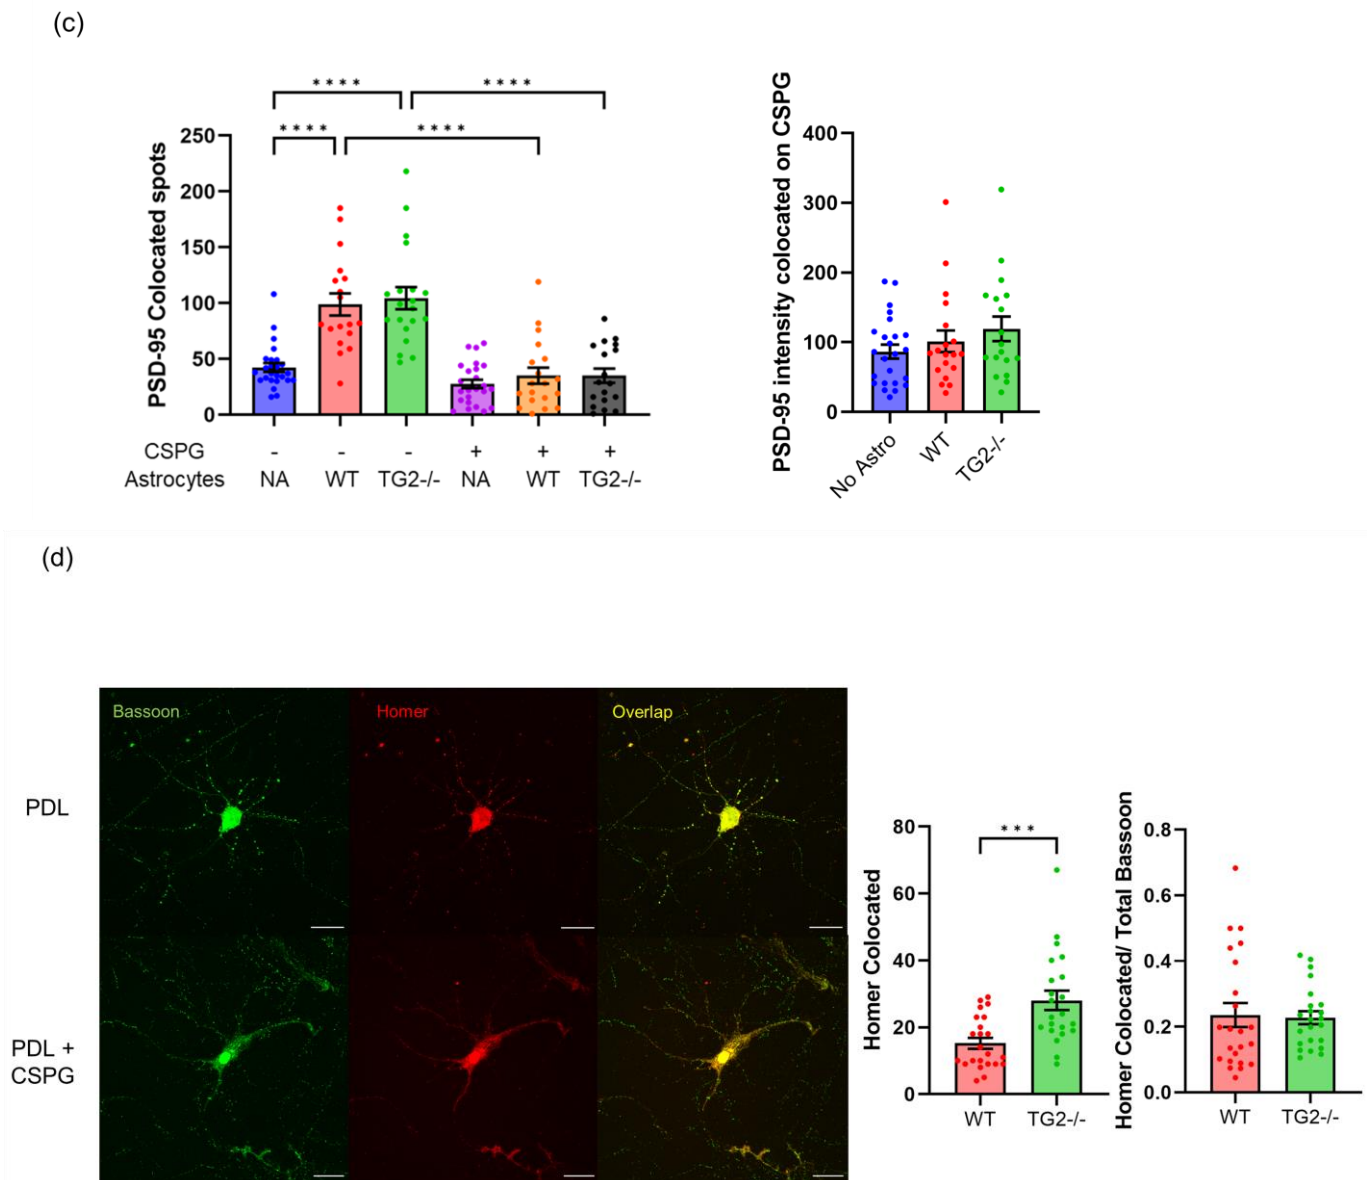 (c)
PSD-95 Colocated spots
250
200
150
100
50
0
* * * *
* * * *
* * * *
* * * *
CSPG - - - + + +
Astrocytes NA WT TG2-/- NA WT TG2-/-
PSD-95 intensity colocated on CSPG
400
300
200
100
0
No Astro
WT
TG2-/-
(d)
Bassoon
Homer
Overlap
PDL
PDL +
CSPG
Homer Colocated
80
60
40
20
0
* * *
WT
TG2-/-
Homer Colocated/ Total Bassoon
0.8
0.6
0.4
0.2
0.0
WT
TG2-/-